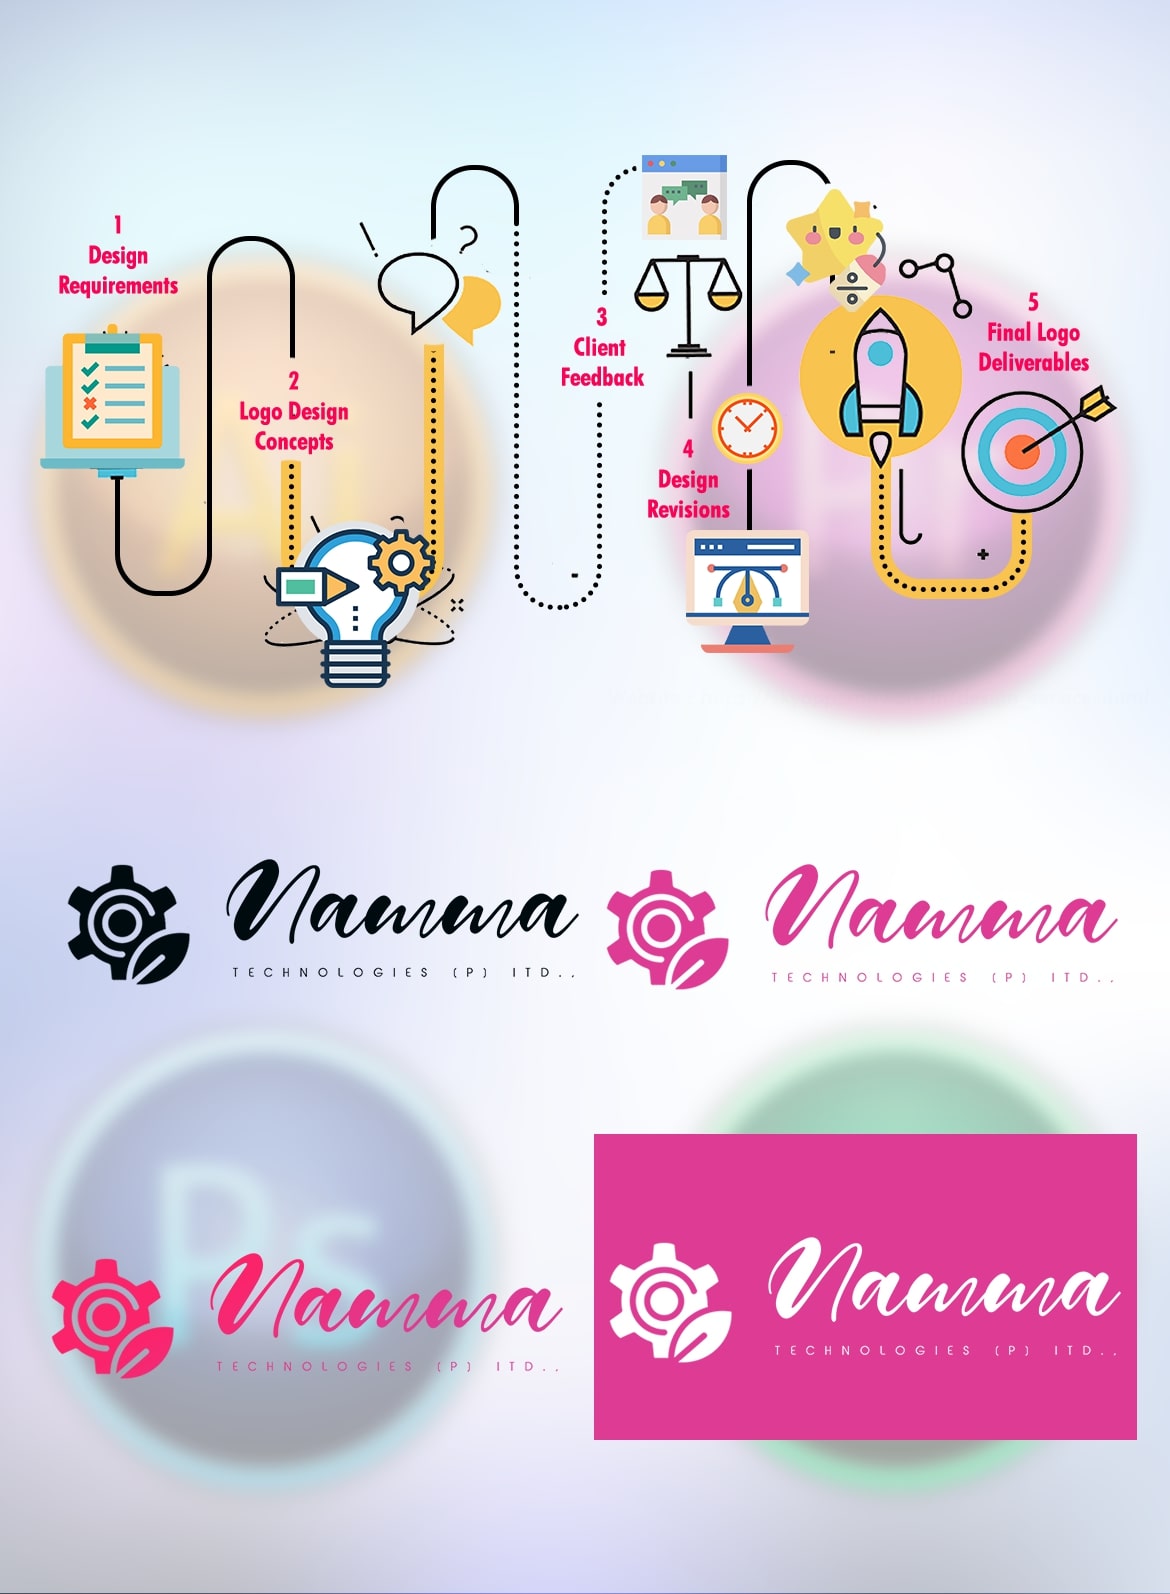 1
Design
Requirements
2
Logo Design
Concepts
3
Client
Feedback
4
Design
Revisions
5
Final Logo
Deliverables
Namma
TECHNOLOGIES (P) ITD..
Namma
TECHNOLOGIES (P) ITD..
Ps
Namma
TECHNOLOGIES (P) ITD..
Namma
TECHNOLOGIES (P) ITD..